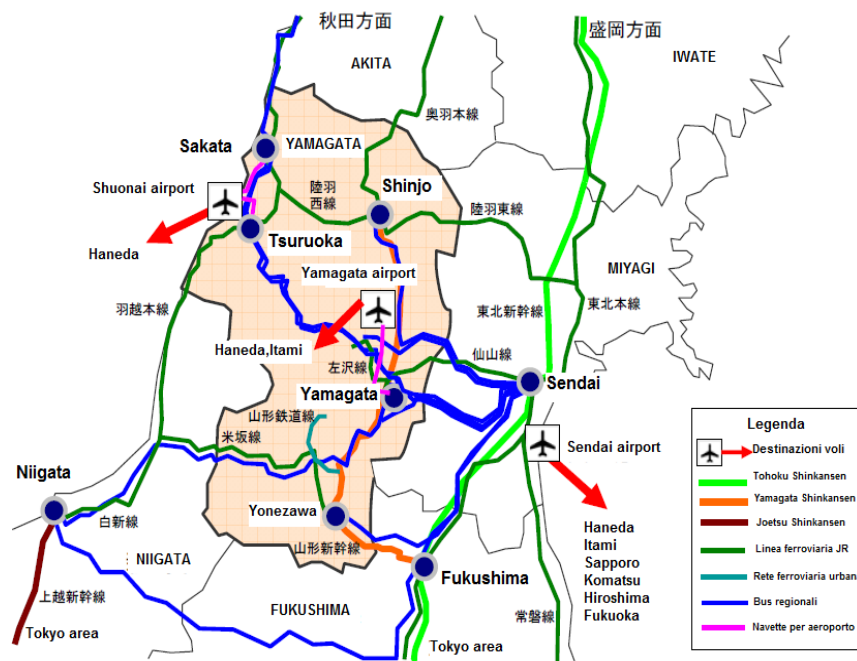 秋田方面
盛岡方面
IWATE
AKITA
奥羽本線
Sakata
YAMAGATA
Shuonai airport
陸羽
西線
Shinjo
陸羽東線
Haneda
Tsuruoka
Yamagata airport
MIYAGI
羽越本線
東北新幹線
東北本線
Haneda,Itami
左沢線
仙山線
Sendai
Yamagata
山形鉄道線
米坂線
Sendai airport
Niigata
Yonezawa
白新線
Haneda
Itami
Sapporo
Komatsu
Hiroshima
Fukuoka
山形新幹線
NIIGATA
Fukushima
上越新幹線
FUKUSHIMA
常磐線
Tokyo area
Tokyo area
Legenda
Destinazioni voli
Tohoku Shinkansen
Yamagata Shinkansen
Joetsu Shinkansen
Linea ferroviaria JR
Rete ferroviaria urban
Bus regionali
Navette per aeroporto